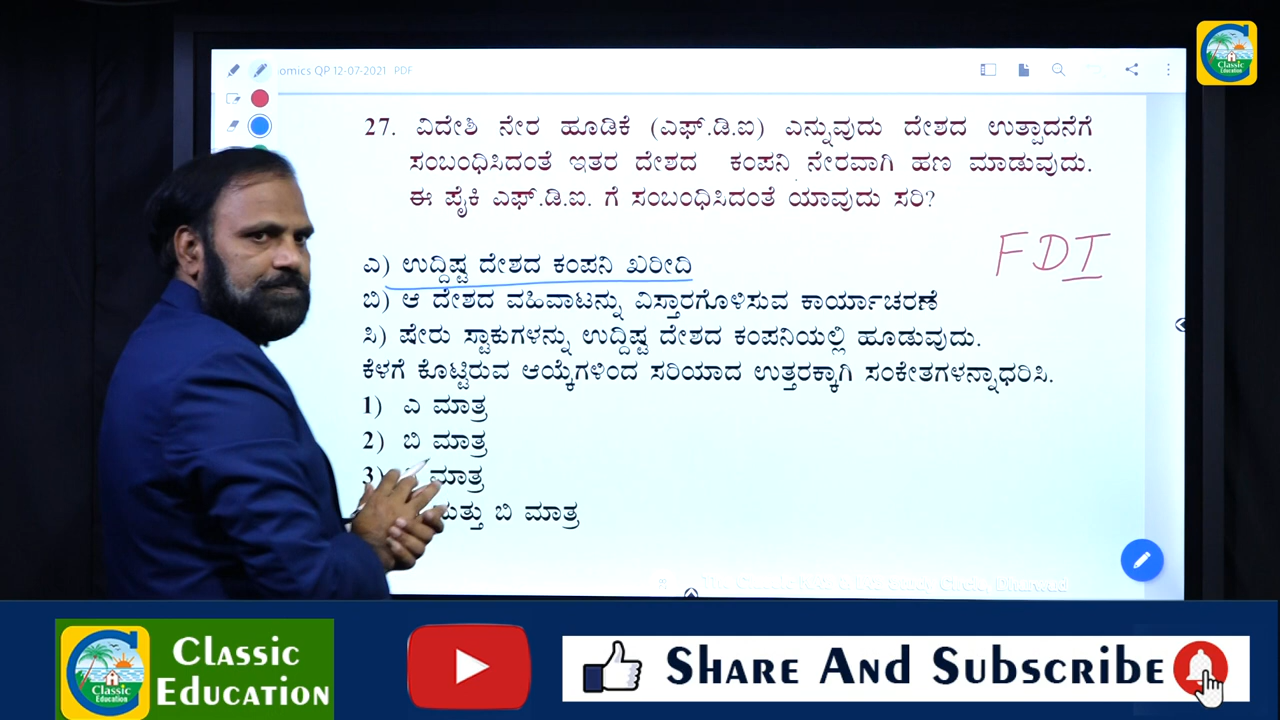 Classic
Education
omics QP 12-07-2021 PDF
27. ವಿದೇಶಿ ನೇರ ಹೂಡಿಕೆ (ಎಫ್.ಡಿ.ಐ) ಎನ್ನುವುದು ದೇಶದ ಉತ್ಪಾದನೆಗೆ
ಸಂಬಂಧಿಸಿದಂತೆ ಇತರ ದೇಶದ ಕಂಪನಿ ನೇರವಾಗಿ ಹಣ ಮಾಡುವುದು.
ಈ ಪೈಕಿ ಎಫ್.ಡಿ.ಐ. ಗೆ ಸಂಬಂಧಿಸಿದಂತೆ ಯಾವುದು ಸರಿ?
FDI
ಎ) ಉದ್ದಿಷ್ಟ ದೇಶದ ಕಂಪನಿ ಖರೀದಿ
ಬಿ) ಆ ದೇಶದ ವಹಿವಾಟನ್ನು ವಿಸ್ತಾರಗೊಳಿಸುವ ಕಾರ್ಯಾಚರಣೆ
ಸಿ) ಷೇರು ಸ್ಟಾಕುಗಳನ್ನು ಉದ್ದಿಷ್ಟ ದೇಶದ ಕಂಪನಿಯಲ್ಲಿ ಹೂಡುವುದು.
ಕೆಳಗೆ ಕೊಟ್ಟಿರುವ ಆಯ್ಕೆಗಳಿಂದ ಸರಿಯಾದ ಉತ್ತರಕ್ಕಾಗಿ ಸಂಕೇತಗಳನ್ನಾಧರಿಸಿ.
1) ಎ ಮಾತ್ರ
2) ಬಿ ಮಾತ್ರ
3) ಮಾತ್ರ
ಬಿ ಮಾತ್ರ
Classic
Education
Classic
Education
Share And Subscribe